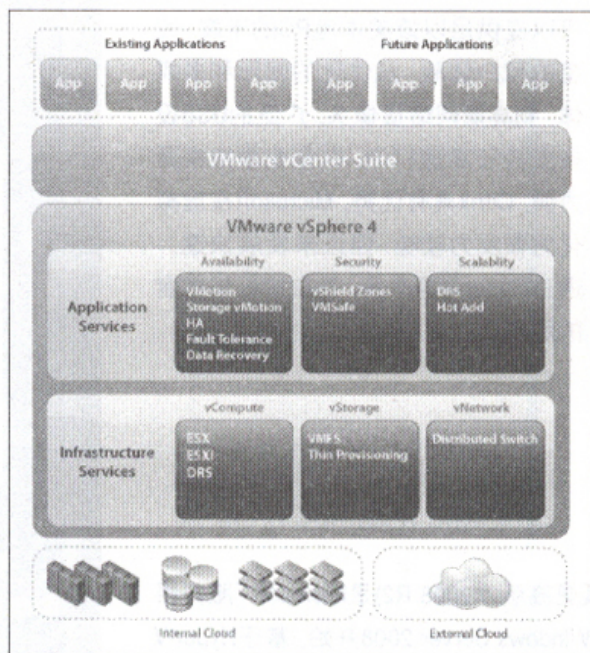 Existing Applications
Future Applications
App App App App
App App App App
VMware vCenter Suite
VMware vSphere 4
Availability
Security
Scalablity
Application
Services
VMotion
Storage vMotion
HA
Fault Tolerance
Data Recovery
vShield Zones
VMSafe
DRS
Hot Add
vCompute
vStorage
vNetwork
Infrastructure
Services
ESX
ESXi
DRS
VMFS
Thin Provisioning
Distributed Switch
Internal Cloud
External Cloud